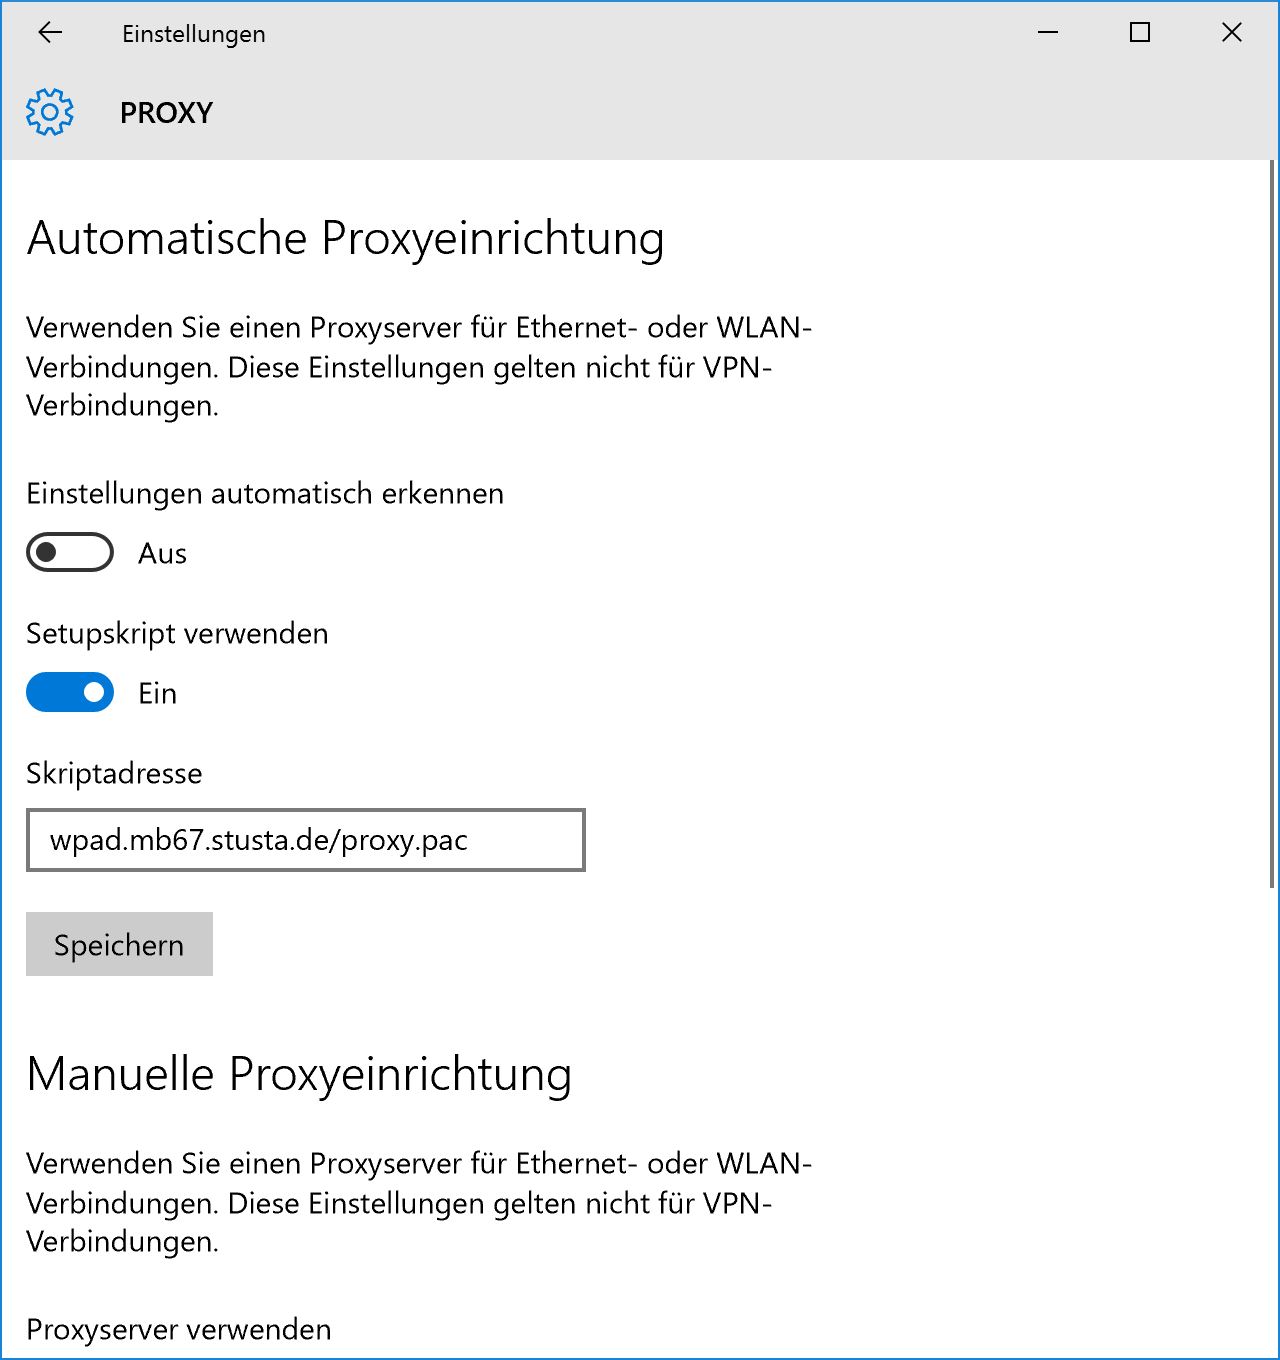 Einstellungen
PROXY
Automatische Proxyeinrichtung
Verwenden Sie einen Proxyserver für Ethernet- oder WLAN-
Verbindungen. Diese Einstellungen gelten nicht für VPN-
Verbindungen.
Einstellungen automatisch erkennen
Aus
Setupskript verwenden
Ein
Skriptadresse
wpad.mb67.stusta.de/proxy.pac
Speichern
Manuelle Proxyeinrichtung
Verwenden Sie einen Proxyserver für Ethernet- oder WLAN-
Verbindungen. Diese Einstellungen gelten nicht für VPN-
Verbindungen.
Proxyserver verwenden